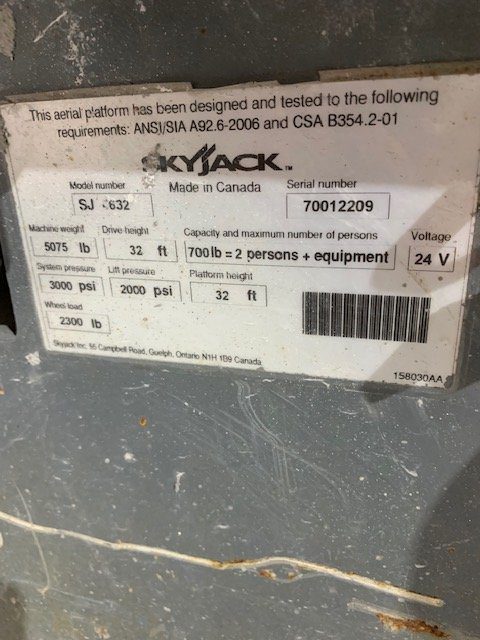 This aerial platform has been designed and tested to the following
requirements: ANSI/SIA A92.6-2006 and CSA B354.2-01
SKYJACK™
Model number Made in Canada Serial number
SJ 632 70012209
Machine weight Drive height Capacity and maximum number of persons Voltage
5075 lb 32 ft 700 lb = 2 persons + equipment 24 V
System pressure Lift pressure Platform height
3000 psi 2000 psi 32 ft
Wheel load
2300 lb
Skyjack Inc. 55 Campbell Road, Guelph, Ontario N1H 1B9 Canada
158030AA